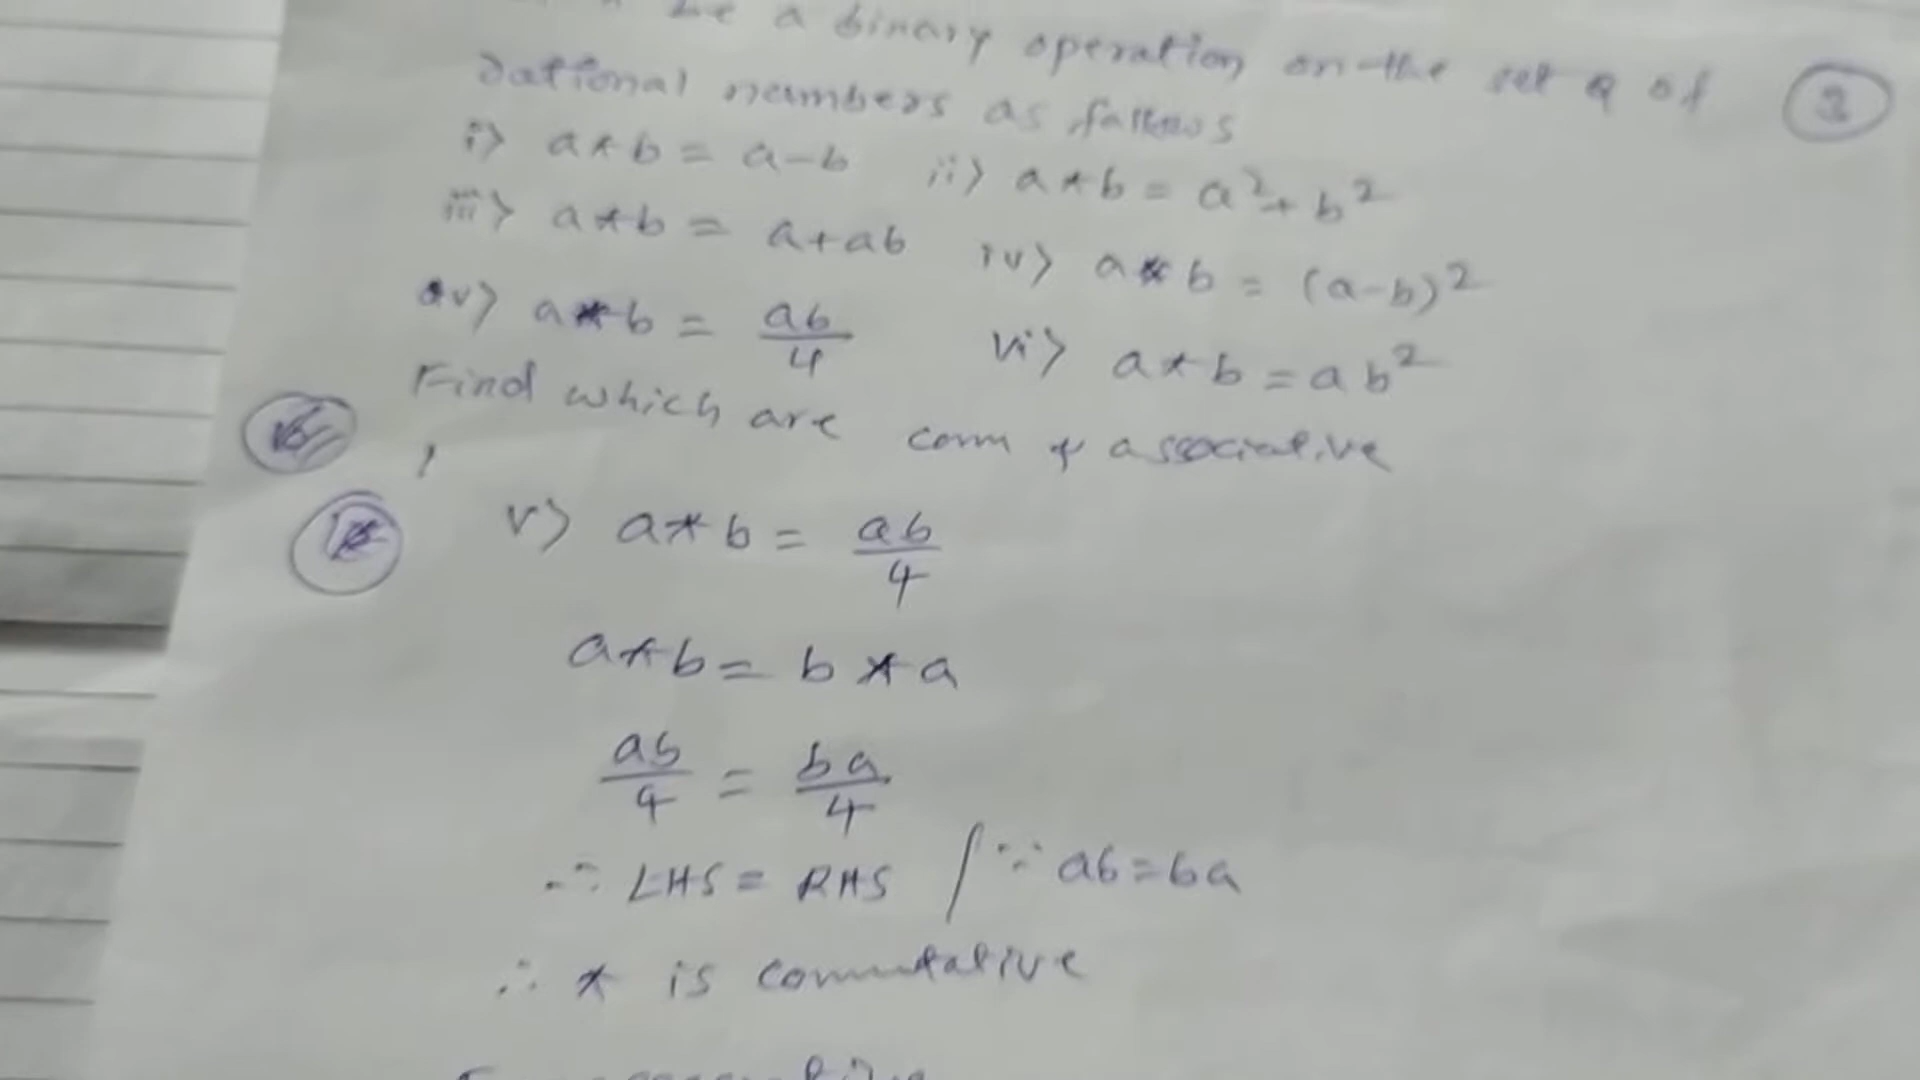 be a binary operation on the set Q of
rational numbers as follows
3
i> a*b = a-b ii> a*b = a²+b²
iii> a*b = a+ab iv> a*b = (a-b)²
v> a*b = ab/4 vi> a*b = ab²
Find which are comm & associative
v> a*b = ab/4
a*b = b*a
ab/4 = ba/4
∴ LHS = RHS / ∵ ab=ba
∴ * is commutative